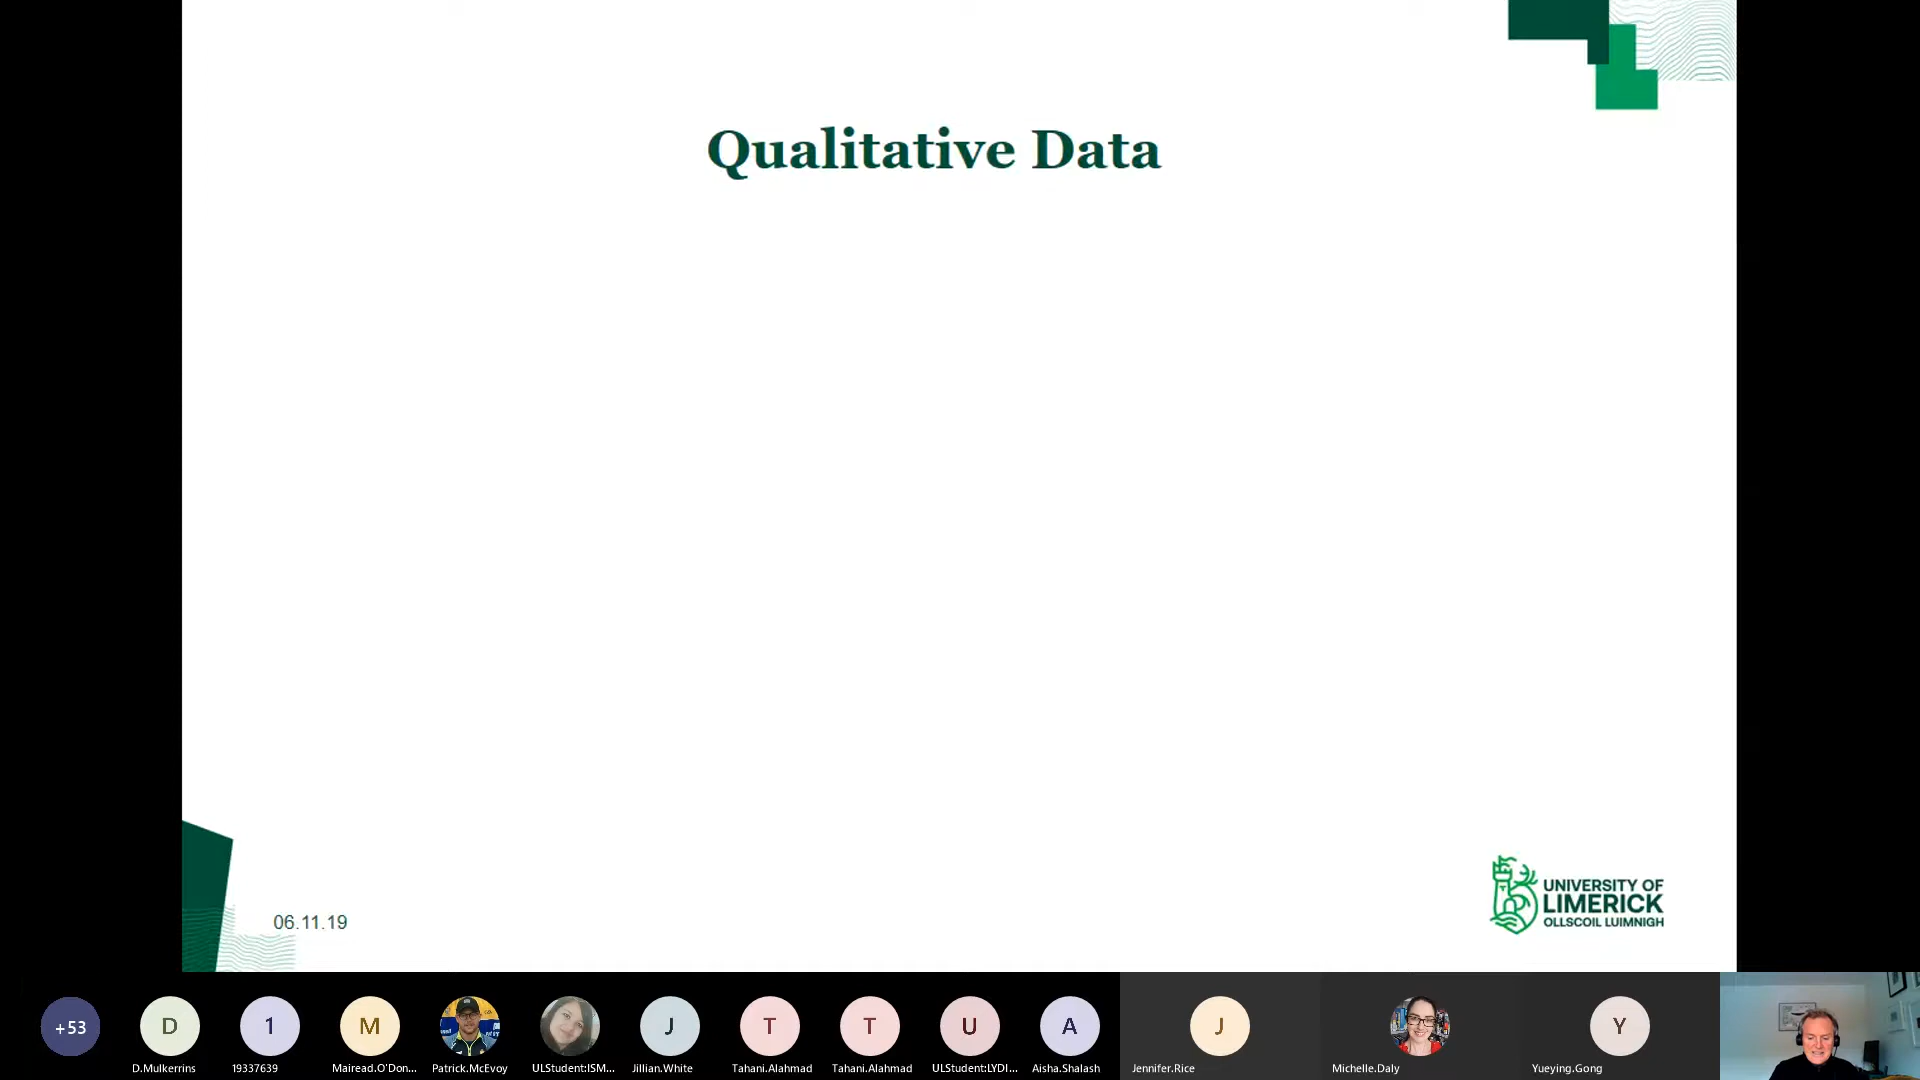 Qualitative Data
06.11.19
UNIVERSITY OF
LIMERICK
OLLSCOIL LUIMNIGH
+53
D
1
M
J
T
T
U
A
J
Y
D.Mulkerrins
19337639
Mairead.O'Don...
Patrick.McEvoy
ULStudent:ISM...
Jillian.White
Tahani.Alahmad
Tahani.Alahmad
ULStudent:LYDI...
Aisha.Shalash
Jennifer.Rice
Michelle.Daly
Yueying.Gong